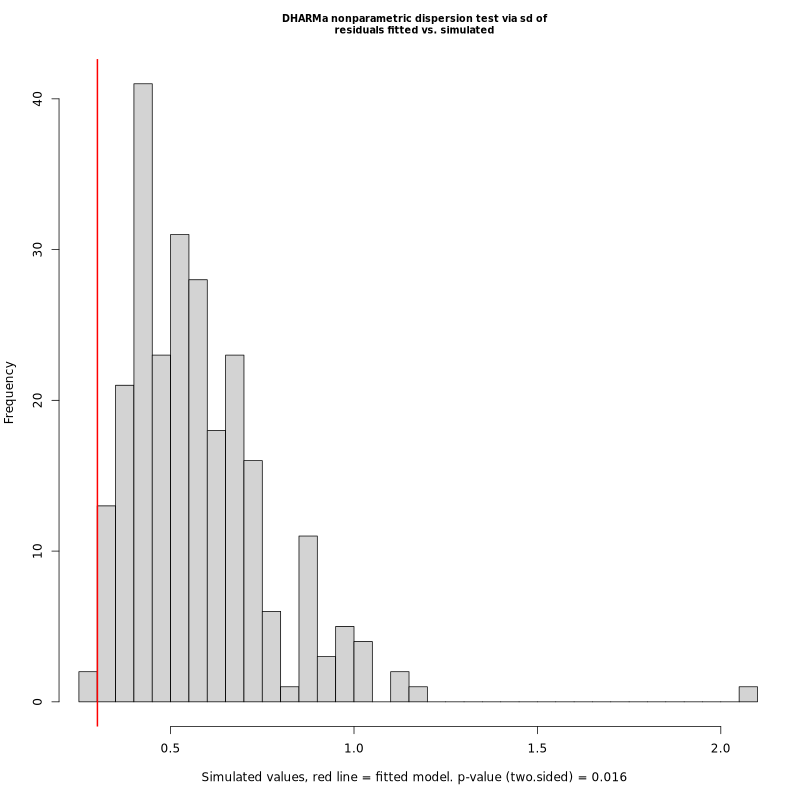 DHARMa nonparametric dispersion test via sd of
residuals fitted vs. simulated
40
30
20
10
0
Frequency
0.5 1.0 1.5 2.0
Simulated values, red line = fitted model. p-value (two.sided) = 0.016